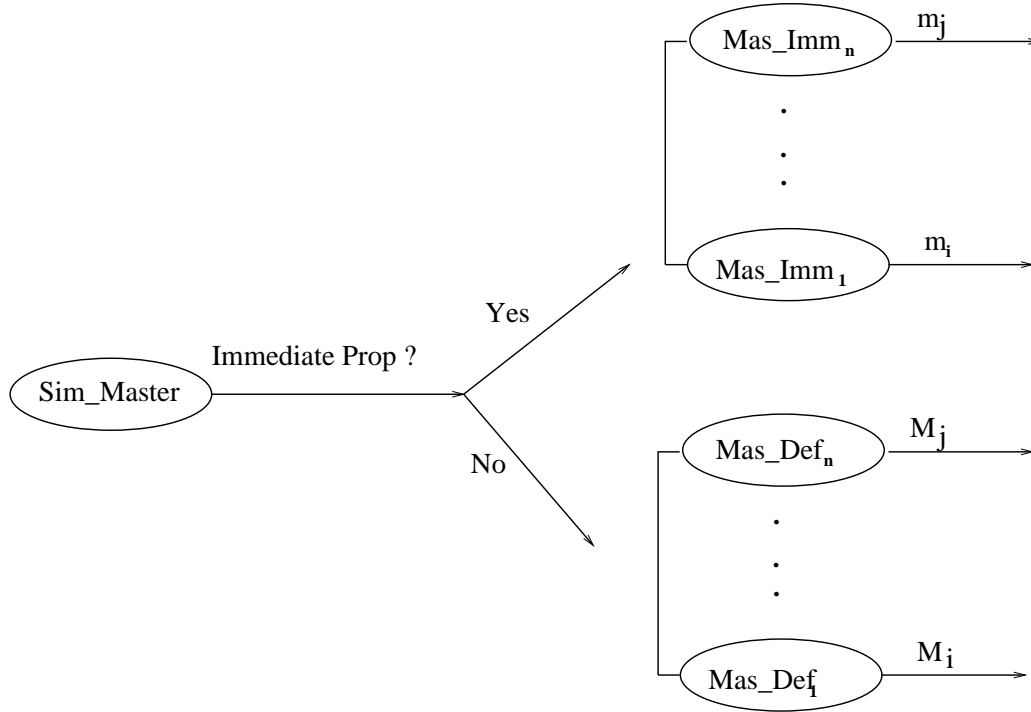 Mas_Imm_n
m_j
Mas_Imm_1
m_i
Yes
Immediate Prop ?
Sim_Master
No
Mas_Def_n
M_j
Mas_Def_1
M_i